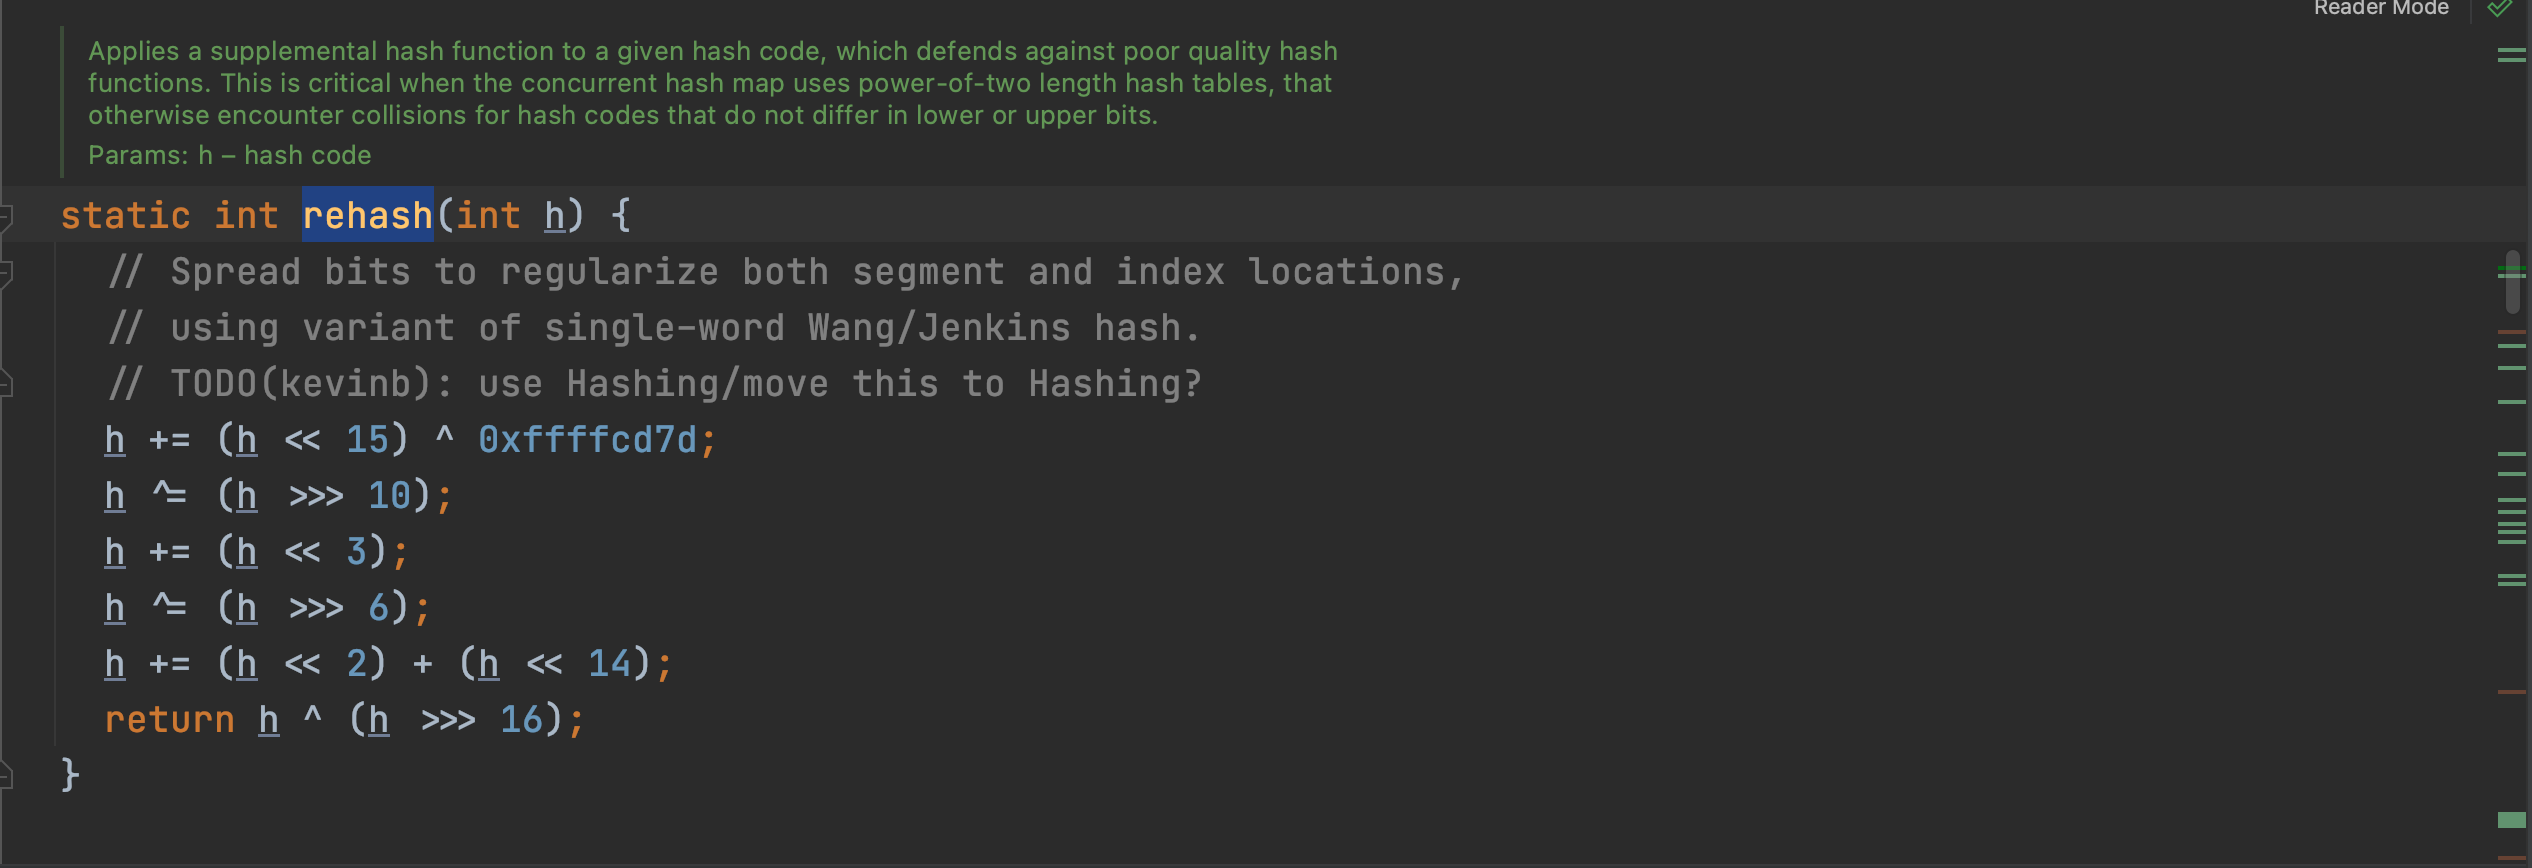 Reader Mode
Applies a supplemental hash function to a given hash code, which defends against poor quality hash
functions. This is critical when the concurrent hash map uses power-of-two length hash tables, that
otherwise encounter collisions for hash codes that do not differ in lower or upper bits.
Params: h – hash code
static int rehash(int h) {
// Spread bits to regularize both segment and index locations,
// using variant of single-word Wang/Jenkins hash.
// TODO(kevinb): use Hashing/move this to Hashing?
h += (h << 15) ^ 0xffffcd7d;
h ^= (h >>> 10);
h += (h << 3);
h ^= (h >>> 6);
h += (h << 2) + (h << 14);
return h ^ (h >>> 16);
}